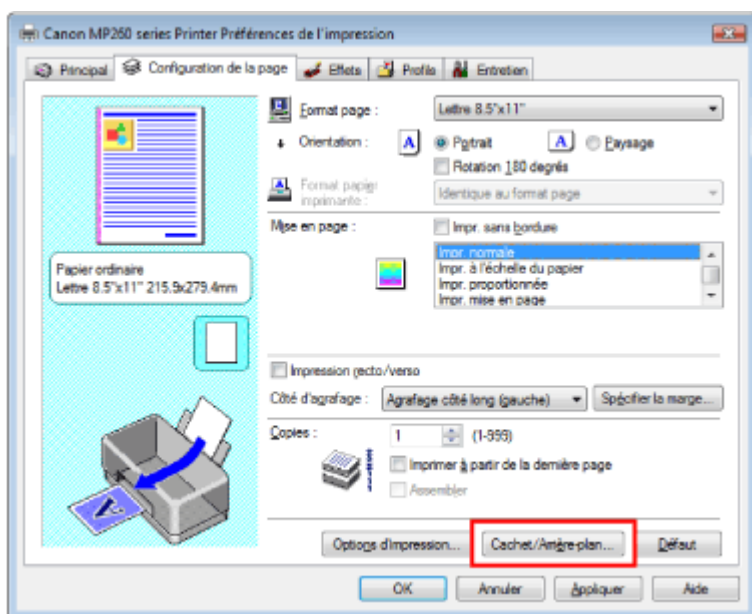 Canon MP260 series Printer Préférences de l'impression
Principal Configuration de la page Effets Profils Entretien
Format page : Lettre 8.5"x11"
Orientation : A Portrait A Paysage
Rotation 180 degrés
Format papier imprimante : Identique au format page
Mise en page : Impr. sans bordure
Impr. normale
Impr. à l'échelle du papier
Impr. proportionnée
Impr. mise en page
Papier ordinaire
Lettre 8.5"x11" 215.9x279.4mm
Impression recto/verso
Côté d'agrafage : Agrafage côté long (gauche) Spécifier la marge...
Copies : 1 (1-999)
Imprimer à partir de la dernière page
Assembler
Options d'impression... Cachet/Arrière-plan... Défaut
OK Annuler Appliquer Aide